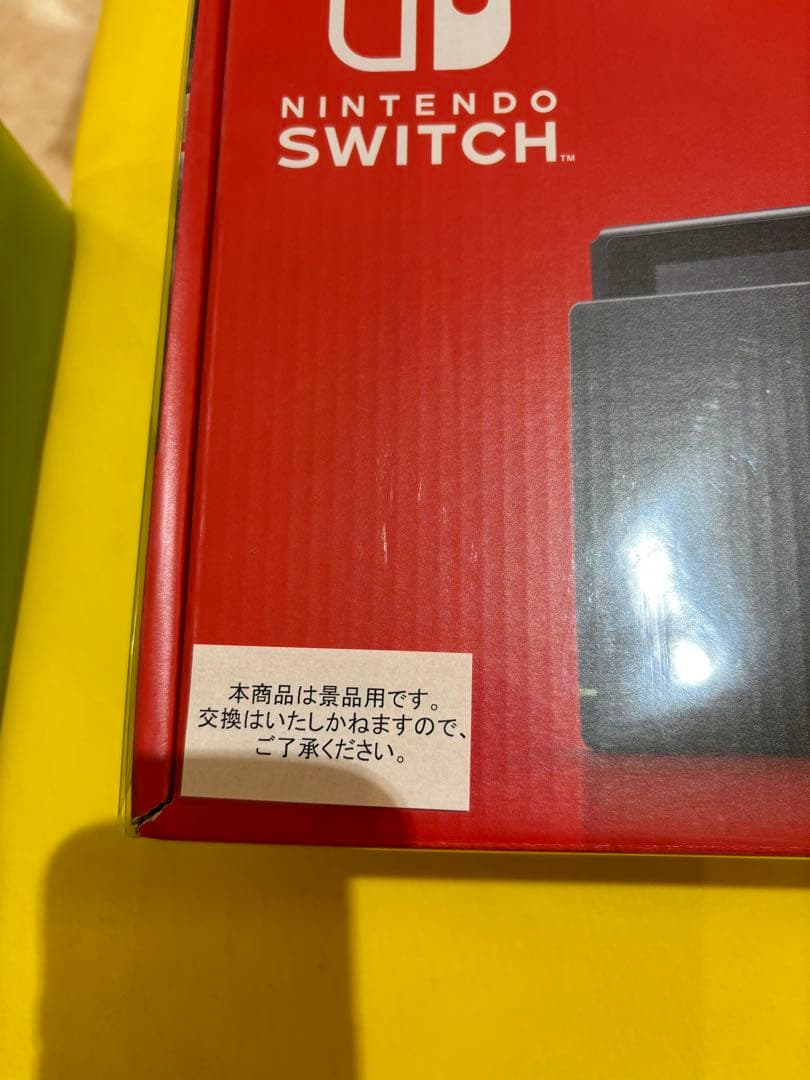 NINTENDO
SWITCH™
本商品は景品用です。
交換はいたしかねますので、
ご了承ください。